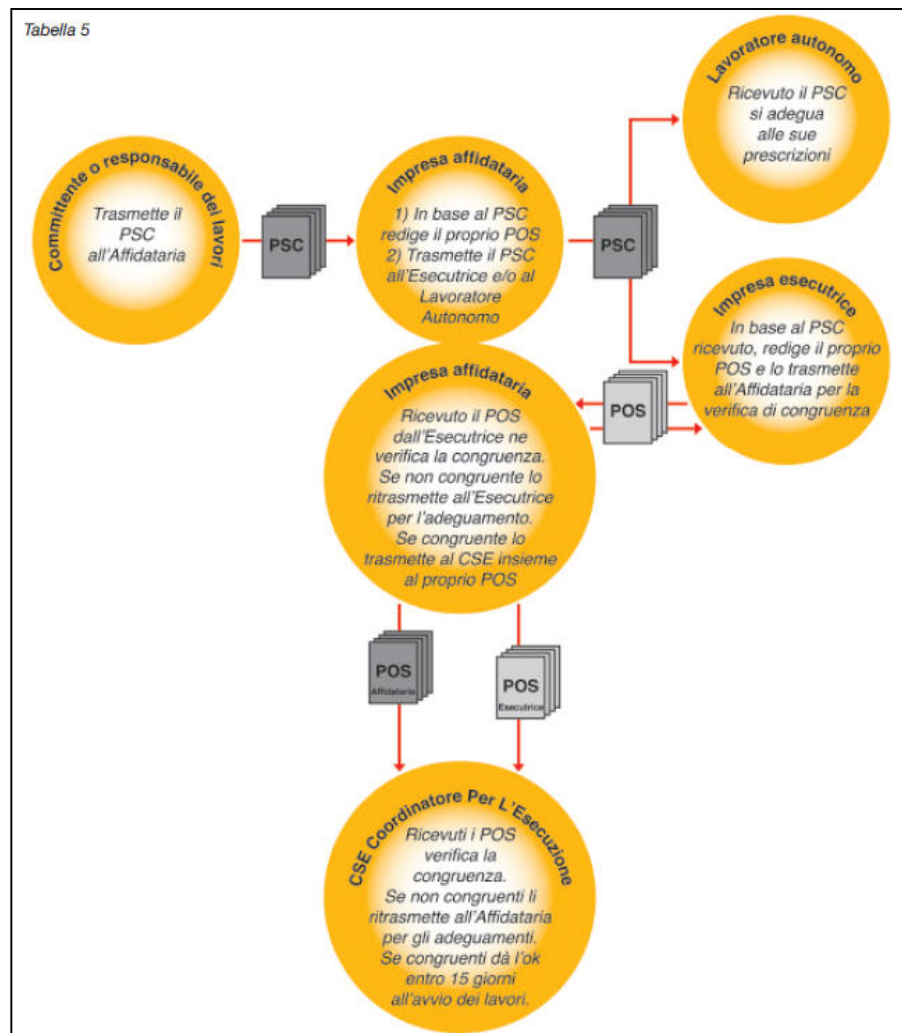 Tabella 5
Committente o responsabile dei lavori
Trasmette il
PSC
all'Affidataria
PSC
Impresa affidataria
1) In base al PSC
redige il proprio POS
2) Trasmette il PSC
all'Esecutrice e/o al
Lavoratore
Autonomo
PSC
Lavoratore autonomo
Ricevuto il PSC
si adegua
alle sue
prescrizioni
Impresa esecutrice
In base al PSC
ricevuto, redige il proprio
POS e lo trasmette
all'Affidataria per la
verifica di congruenza
POS
Impresa affidataria
Ricevuto il POS
dall'Esecutrice ne
verifica la congruenza.
Se non congruente lo
ritrasmette all'Esecutrice
per l'adeguamento.
Se congruente lo
trasmette al CSE insieme
al proprio POS
POS
Affidataria
POS
Esecutrice
CSE Coordinatore Per L'Esecuzione
Ricevuti i POS
verifica la
congruenza.
Se non congruenti li
ritrasmette all'Affidataria
per gli adeguamenti.
Se congruenti dà l'ok
entro 15 giorni
all'avvio dei lavori.